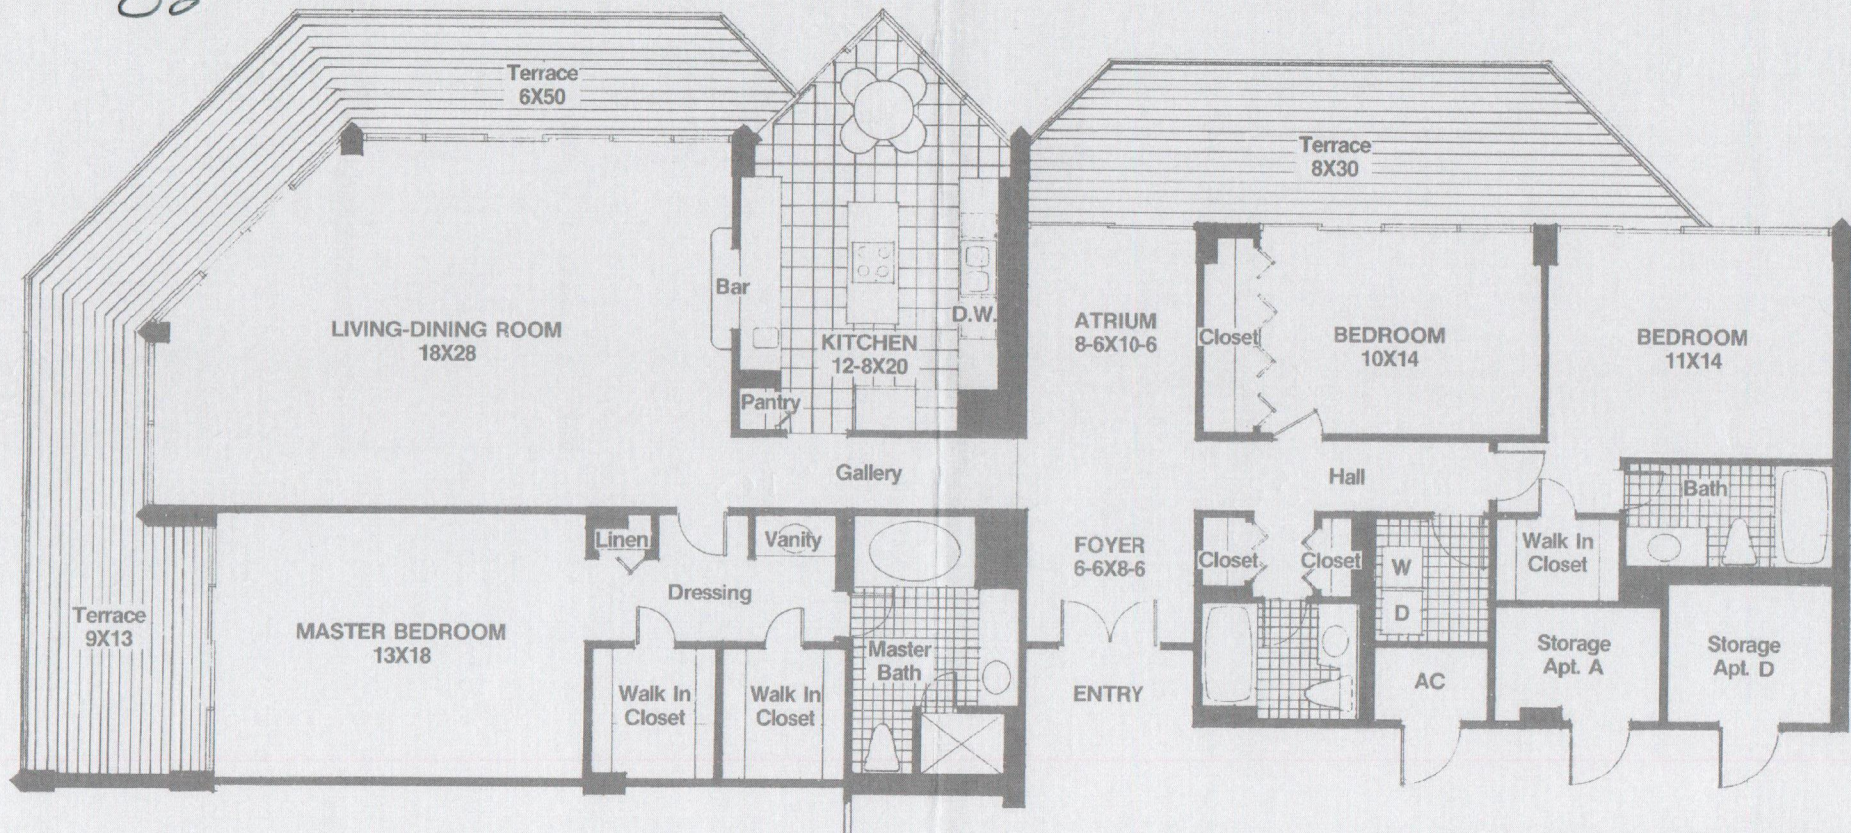 Terrace
6X50
Terrace
8X30
Bar
D.W.
LIVING-DINING ROOM
18X28
KITCHEN
12-8X20
ATRIUM
8-6X10-6
Closet
BEDROOM
10X14
BEDROOM
11X14
Pantry
Gallery
Hall
Bath
Linen
Vanity
FOYER
6-6X8-6
Closet
Closet
W
D
Walk In
Closet
Dressing
Terrace
9X13
MASTER BEDROOM
13X18
Master
Bath
Walk In
Closet
Walk In
Closet
ENTRY
AC
Storage
Apt. A
Storage
Apt. D